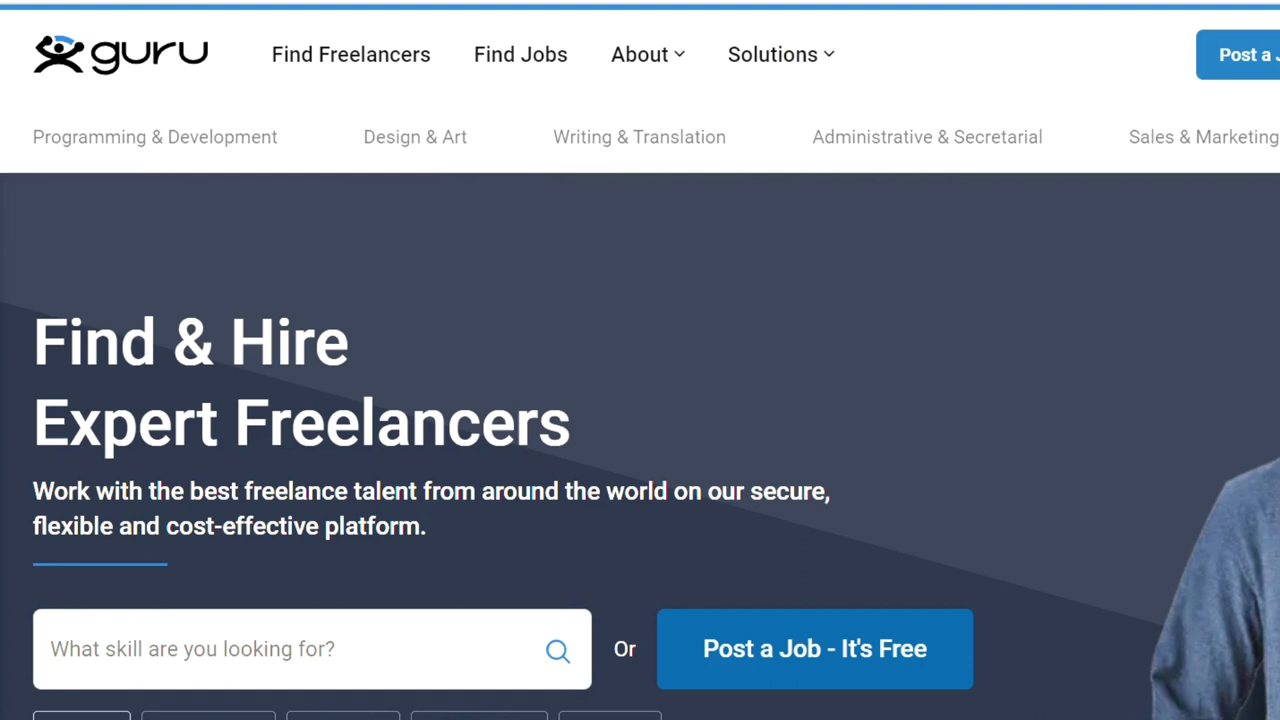 guru
Find Freelancers
Find Jobs
About
Solutions
Post a
Programming & Development
Design & Art
Writing & Translation
Administrative & Secretarial
Sales & Marketing
Find & Hire
Expert Freelancers
Work with the best freelance talent from around the world on our secure,
flexible and cost-effective platform.
What skill are you looking for?
Or
Post a Job - It's Free